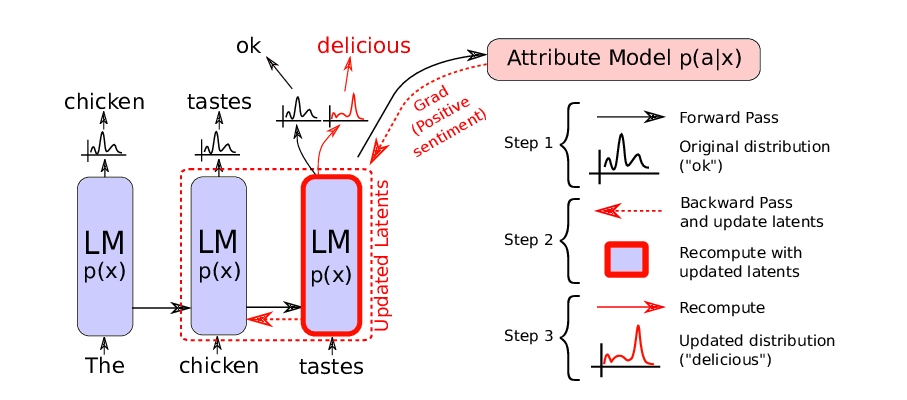 ok
delicious
Attribute Model p(a|x)
chicken
tastes
Grad
(Positive
sentiment)
Step 1
Forward Pass
Original distribution
("ok")
LM
p(x)
LM
p(x)
LM
p(x)
Updated Latents
Step 2
Backward Pass
and update latents
Recompute with
updated latents
Step 3
Recompute
Updated distribution
("delicious")
The
chicken
tastes